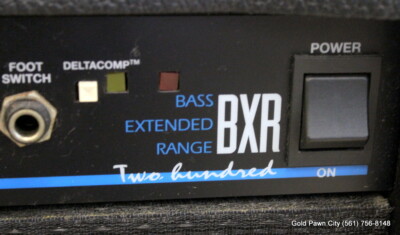 POWER
FOOT
SWITCH
DELTACOMP™
BASS
EXTENDED
RANGE
BXR
Two hundred
ON
Gold Pawn City (561) 756-8148